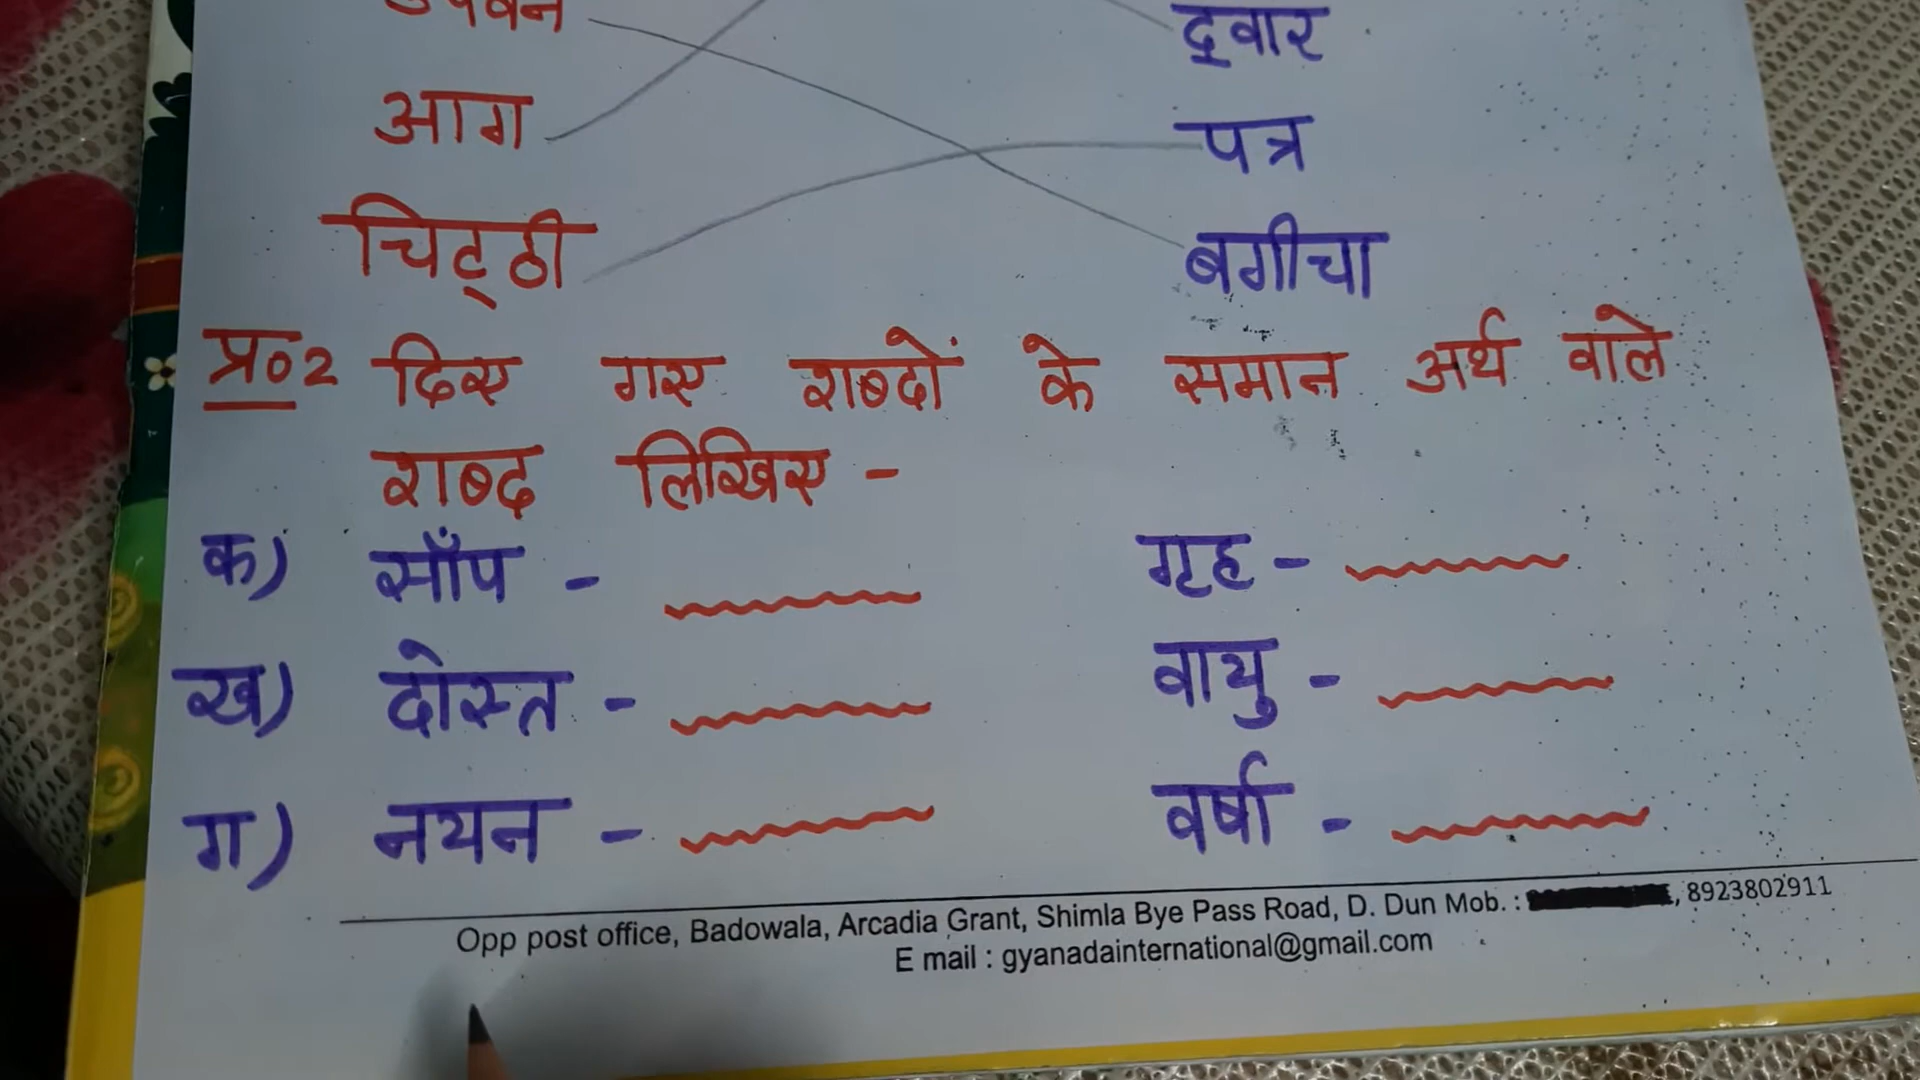 उपवन
द्वार
आग
पत्र
चिट्ठी
बगीचा
प्र०2 दिए गए शब्दों के समान अर्थ वाले
शब्द लिखिए -
क) साँप - गृह -
ख) दोस्त - वायु -
ग) नयन - वर्षा -
Opp post office, Badowala, Arcadia Grant, Shimla Bye Pass Road, D. Dun Mob. : , 8923802911
E mail : gyanadainternational@gmail.com